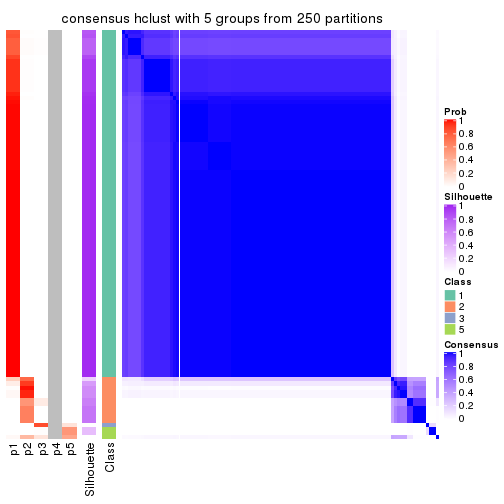 consensus hclust with 5 groups from 250 partitions
Prob
1
0.8
0.6
0.4
0.2
0
Silhouette
1
0.8
0.6
0.4
0.2
0
Class
1
2
3
5
Consensus
1
0.8
0.6
0.4
0.2
0
p1
p2
p3
p4
p5
Silhouette
Class